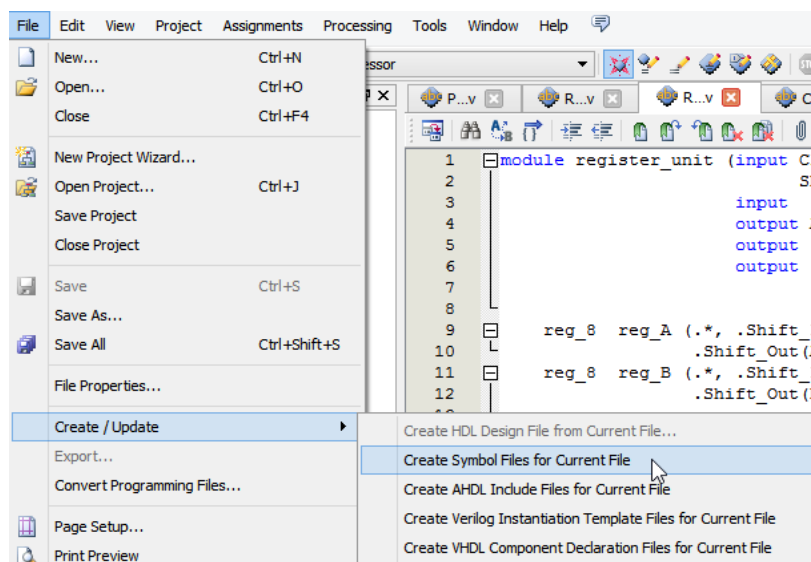 File Edit View Project Assignments Processing Tools Window Help
New... Ctrl+N
Open... Ctrl+O
Close Ctrl+F4
New Project Wizard...
Open Project... Ctrl+J
Save Project
Close Project
Save Ctrl+S
Save As...
Save All Ctrl+Shift+S
File Properties...
Create / Update
Export...
Convert Programming Files...
Page Setup...
Print Preview
Create HDL Design File from Current File...
Create Symbol Files for Current File
Create AHDL Include Files for Current File
Create Verilog Instantiation Template Files for Current File
Create VHDL Component Declaration Files for Current File
essor
P...v R...v R...v C
1 module register_unit (input C
2 S
3 input
4 output
5 output
6 output
7
8
9 reg_8 reg_A (.*, .Shift_
10 .Shift_Out(
11 reg_8 reg_B (.*, .Shift_
12 .Shift_Out(